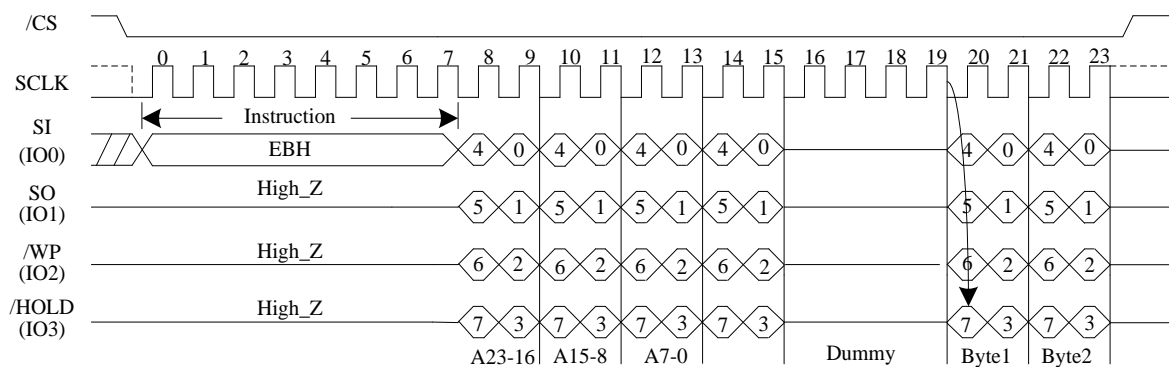 /CS
0 1 2 3 4 5 6 7 8 9 10 11 12 13 14 15 16 17 18 19 20 21 22 23
SCLK
Instruction
SI
(IO0)
EBH
4 0 4 0 4 0 4 0 4 0 4 0
SO
(IO1)
High_Z
5 1 5 1 5 1 5 1 5 1 5 1
/WP
(IO2)
High_Z
6 2 6 2 6 2 6 2 6 2 6 2
/HOLD
(IO3)
High_Z
7 3 7 3 7 3 7 3 7 3 7 3
A23-16 A15-8 A7-0 Dummy Byte1 Byte2